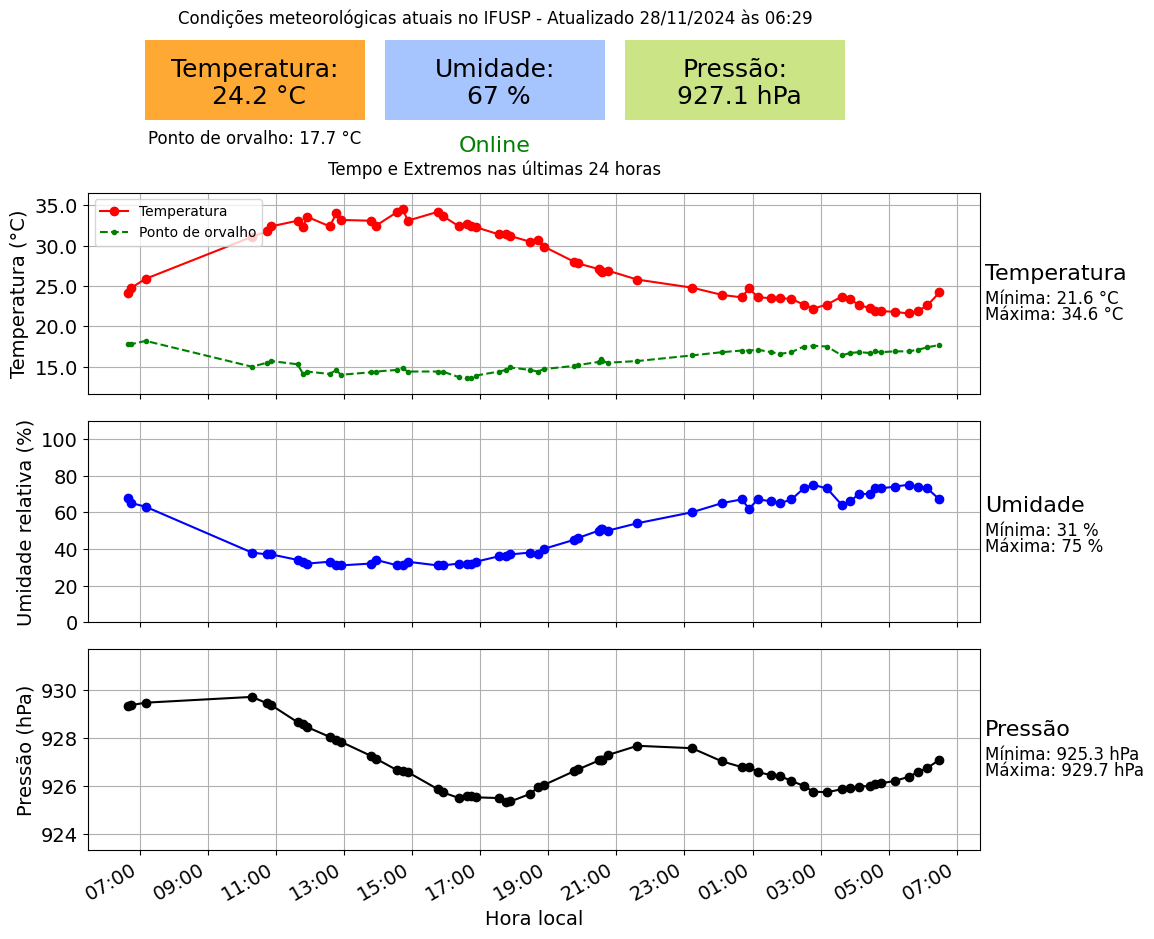 Condições meteorológicas atuais no IFUSP - Atualizado 28/11/2024 às 06:29
Temperatura:
24.2 °C
Umidade:
67 %
Pressão:
927.1 hPa
Ponto de orvalho: 17.7 °C
Online
Tempo e Extremos nas últimas 24 horas
Temperatura (°C)
35.0
30.0
25.0
20.0
15.0
Temperatura
Ponto de orvalho
Temperatura
Mínima: 21.6 °C
Máxima: 34.6 °C
Umidade relativa (%)
100
80
60
40
20
0
Umidade
Mínima: 31 %
Máxima: 75 %
Pressão (hPa)
930
928
926
924
Pressão
Mínima: 925.3 hPa
Máxima: 929.7 hPa
07:00 09:00 11:00 13:00 15:00 17:00 19:00 21:00 23:00 01:00 03:00 05:00 07:00
Hora local